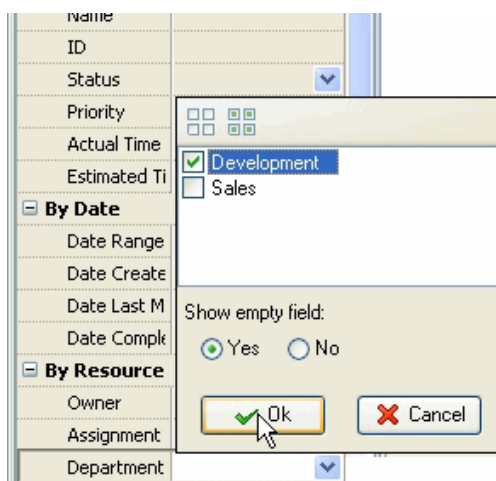 Name
ID
Status
Priority
Actual Time
Estimated Ti
By Date
Date Range
Date Create
Date Last M
Date Comple
By Resource
Owner
Assignment
Department
Development
Sales
Show empty field:
Yes No
Ok Cancel